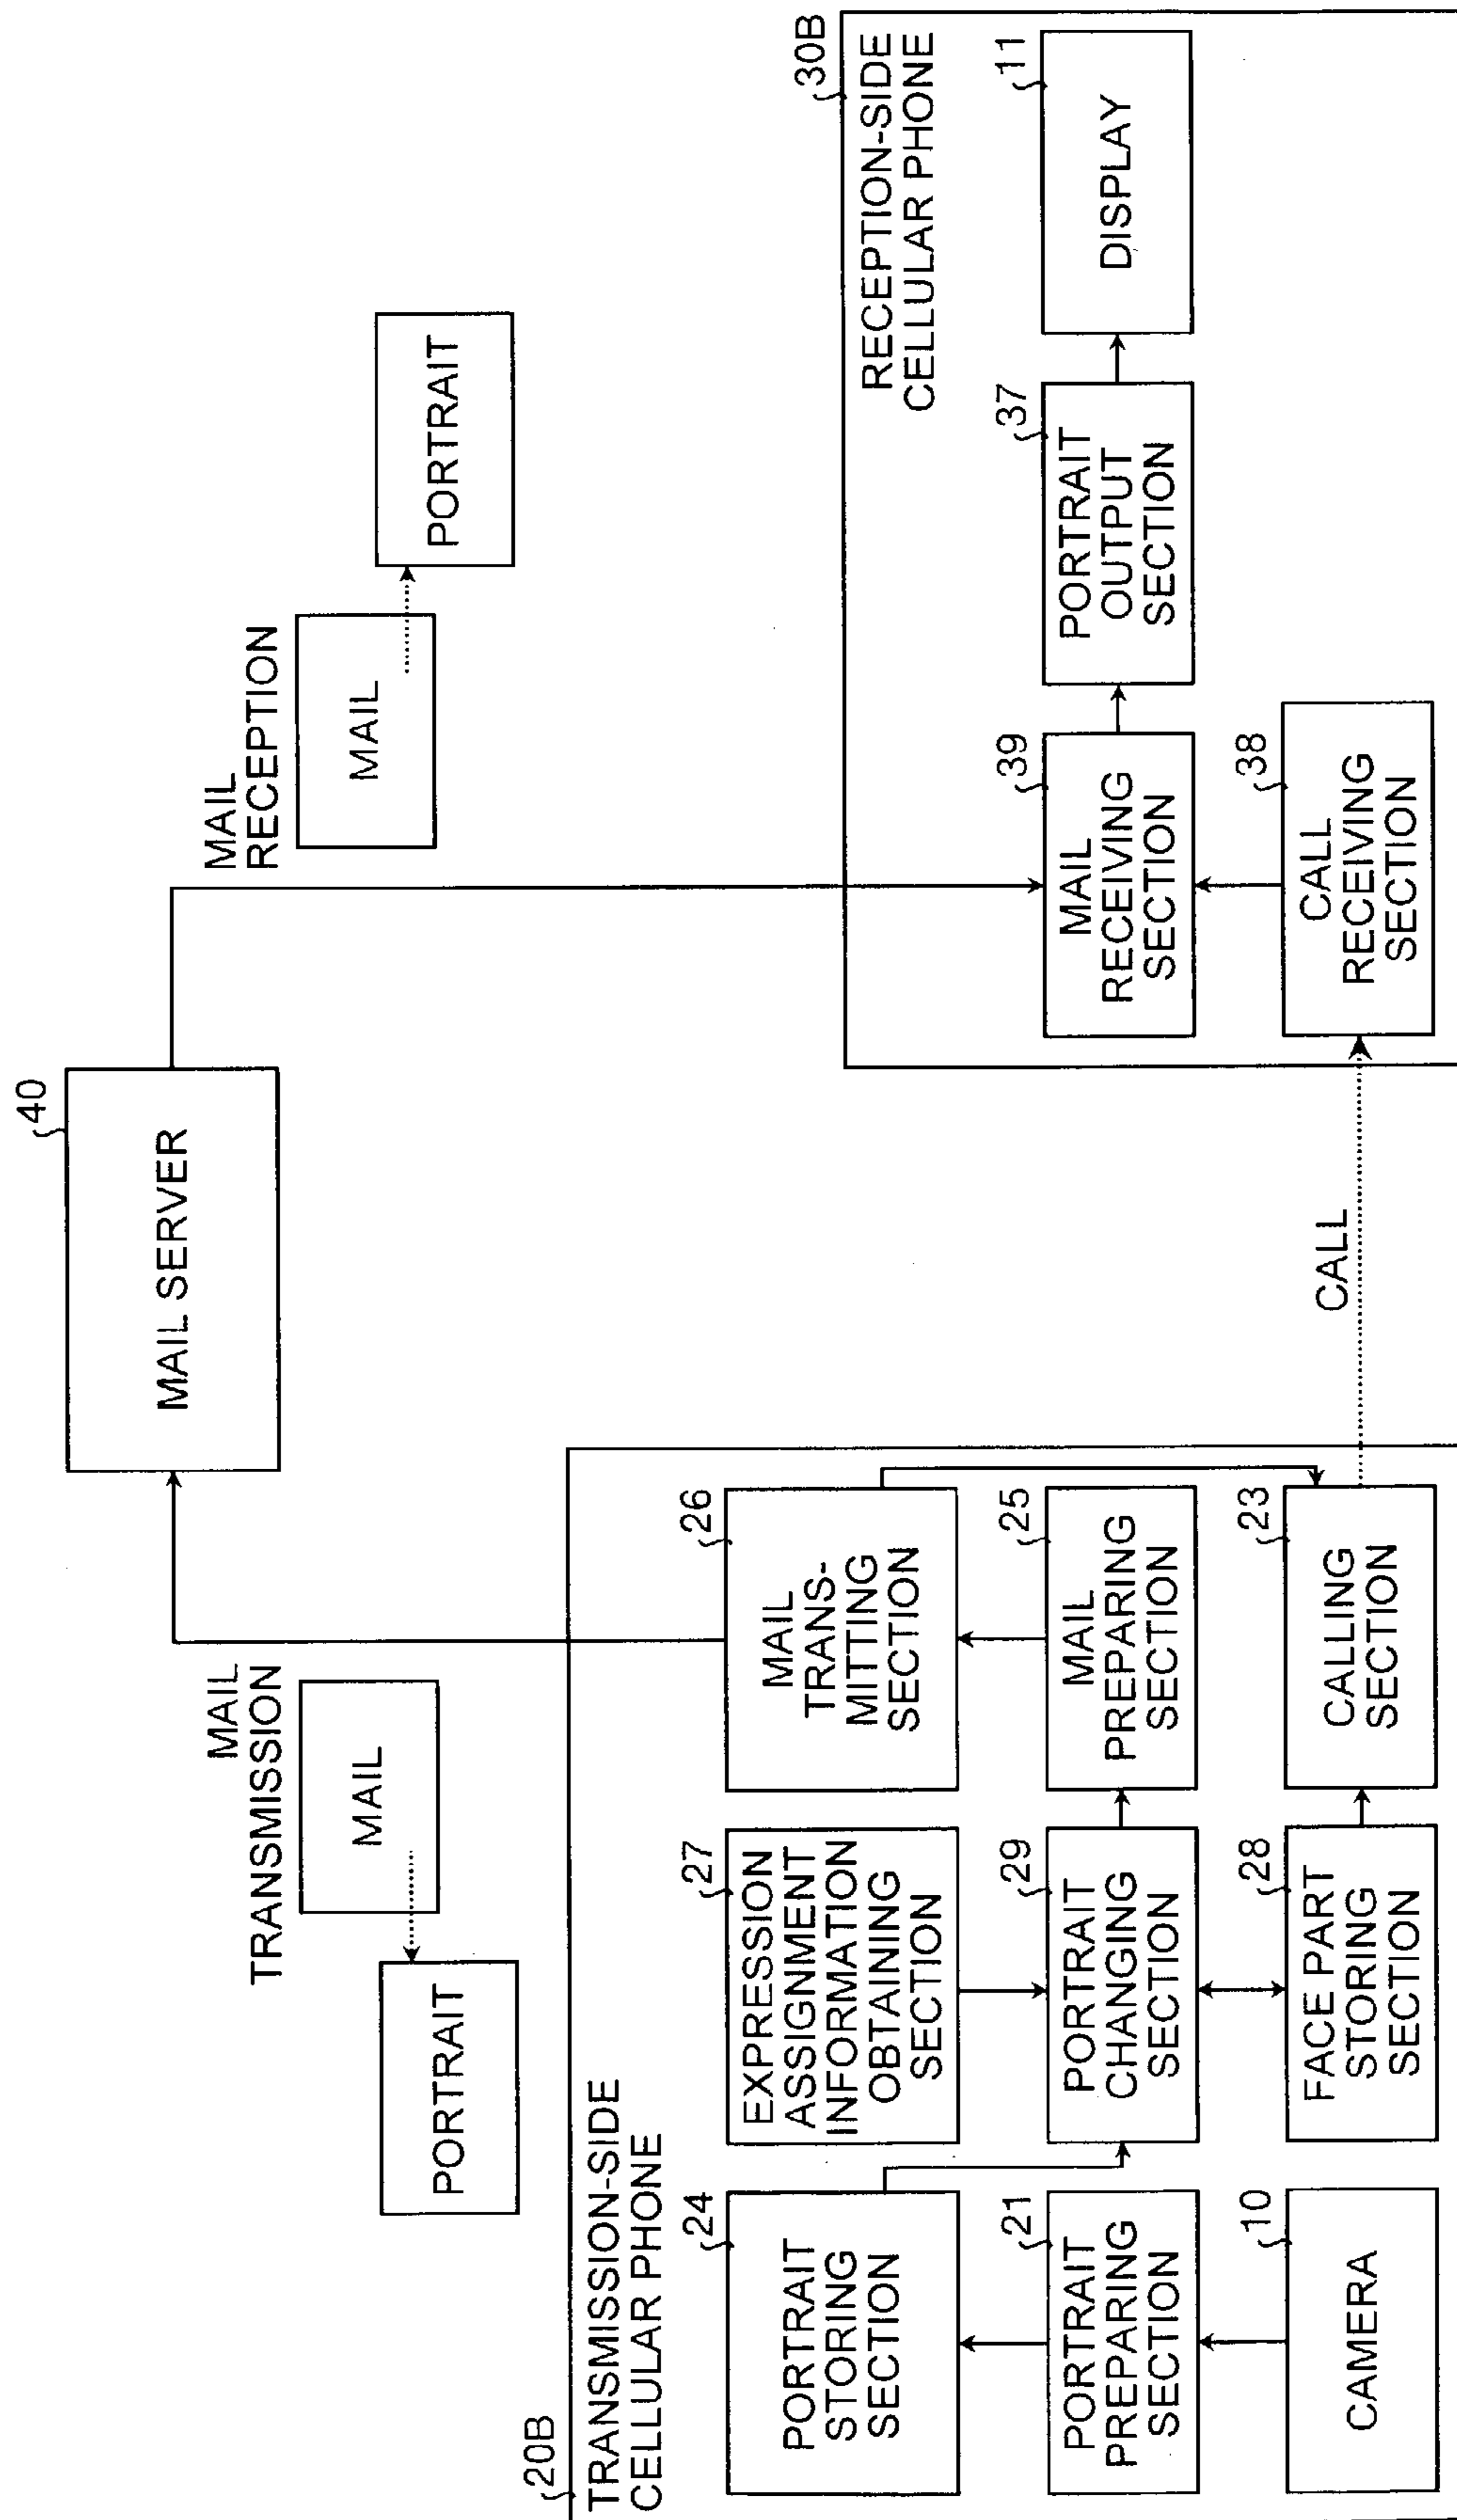 40
MAIL SERVER
MAIL
TRANSMISSION
MAIL
PORTRAIT
MAIL
RECEPTION
MAIL
PORTRAIT
20B
TRANSMISSION-SIDE
CELLULAR PHONE
24
PORTRAIT
STORING
SECTION
27
EXPRESSION
ASSIGNMENT
INFORMATION
OBTAINING
SECTION
26
MAIL
TRANS-
MITTING
SECTION
21
PORTRAIT
PREPARING
SECTION
29
PORTRAIT
CHANGING
SECTION
25
MAIL
PREPARING
SECTION
10
CAMERA
28
FACE PART
STORING
SECTION
23
CALLING
SECTION
CALL
30B
RECEPTION-SIDE
CELLULAR PHONE
39
MAIL
RECEIVING
SECTION
37
PORTRAIT
OUTPUT
SECTION
11
DISPLAY
38
CALL
RECEIVING
SECTION